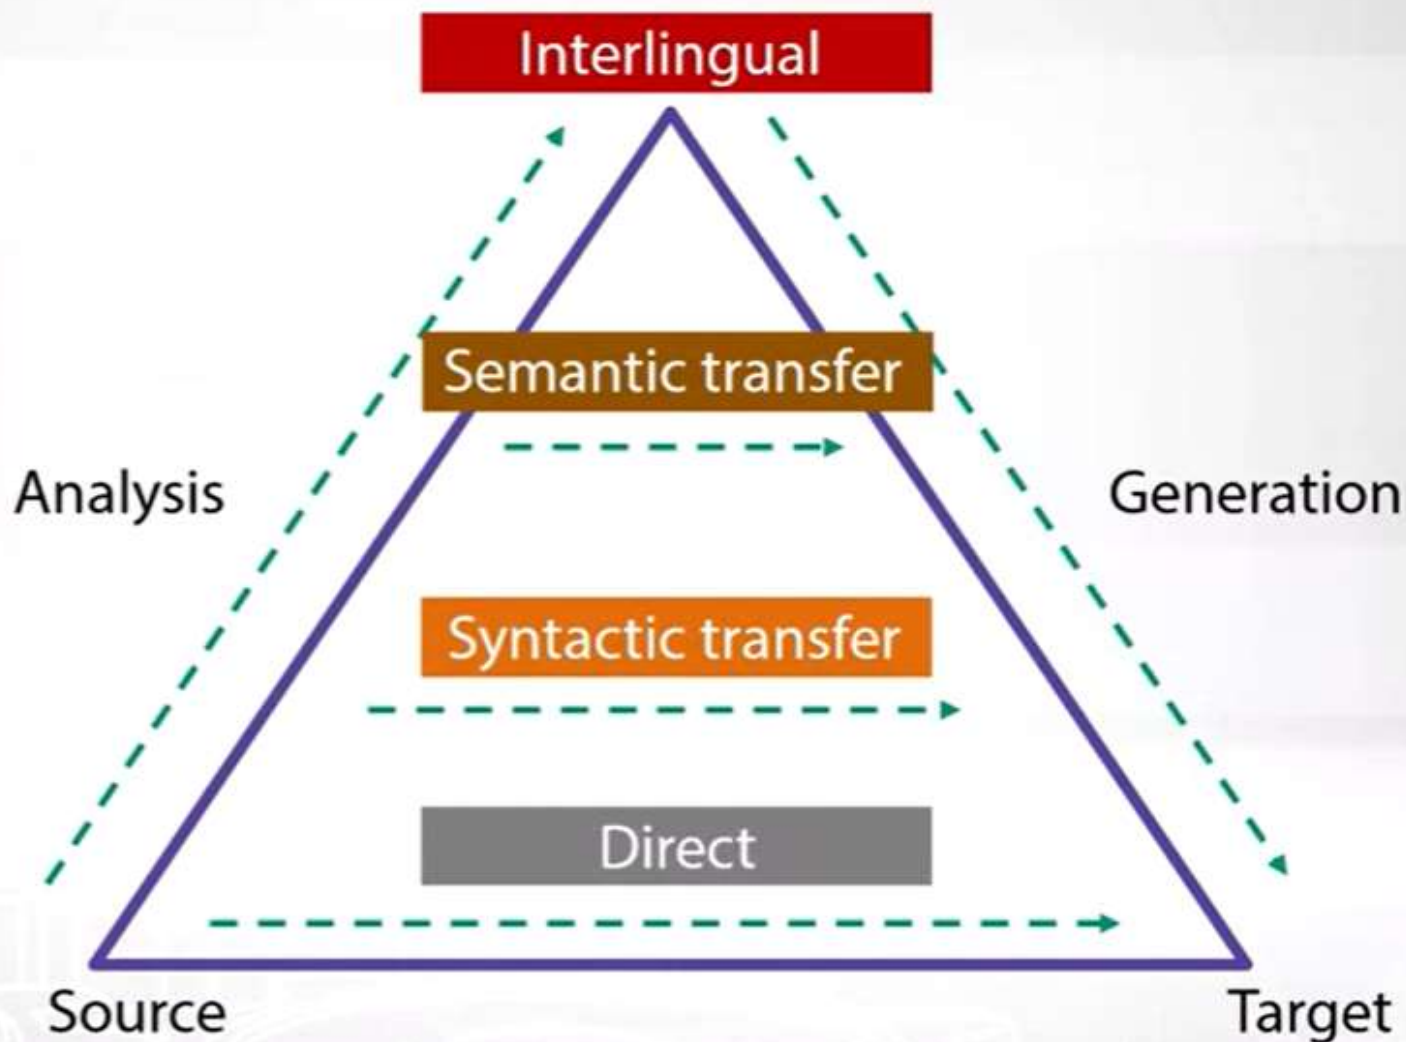 Interlingual
Semantic transfer
Analysis
Generation
Syntactic transfer
Direct
Source
Target